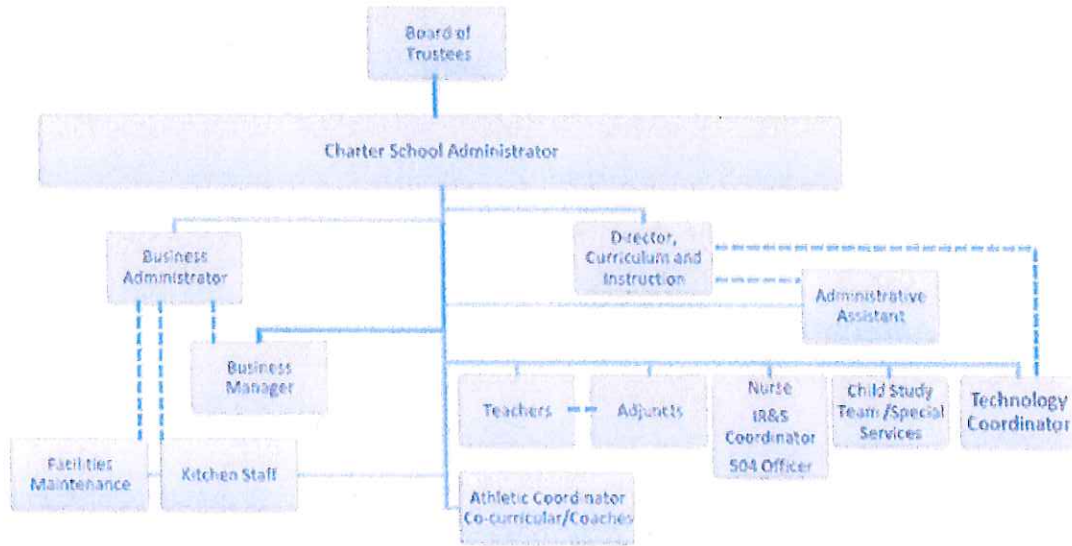 Board of
Trustees
Charter School Administrator
Business
Administrator
Director,
Curriculum and
Instruction
Administrative
Assistant
Business
Manager
Teachers
Adjuncts
Nurse
IR&S
Coordinator
504 Officer
Child Study
Team/Special
Services
Technology
Coordinator
Facilities
Maintenance
Kitchen Staff
Athletic Coordinator
Co-curricular/Coaches